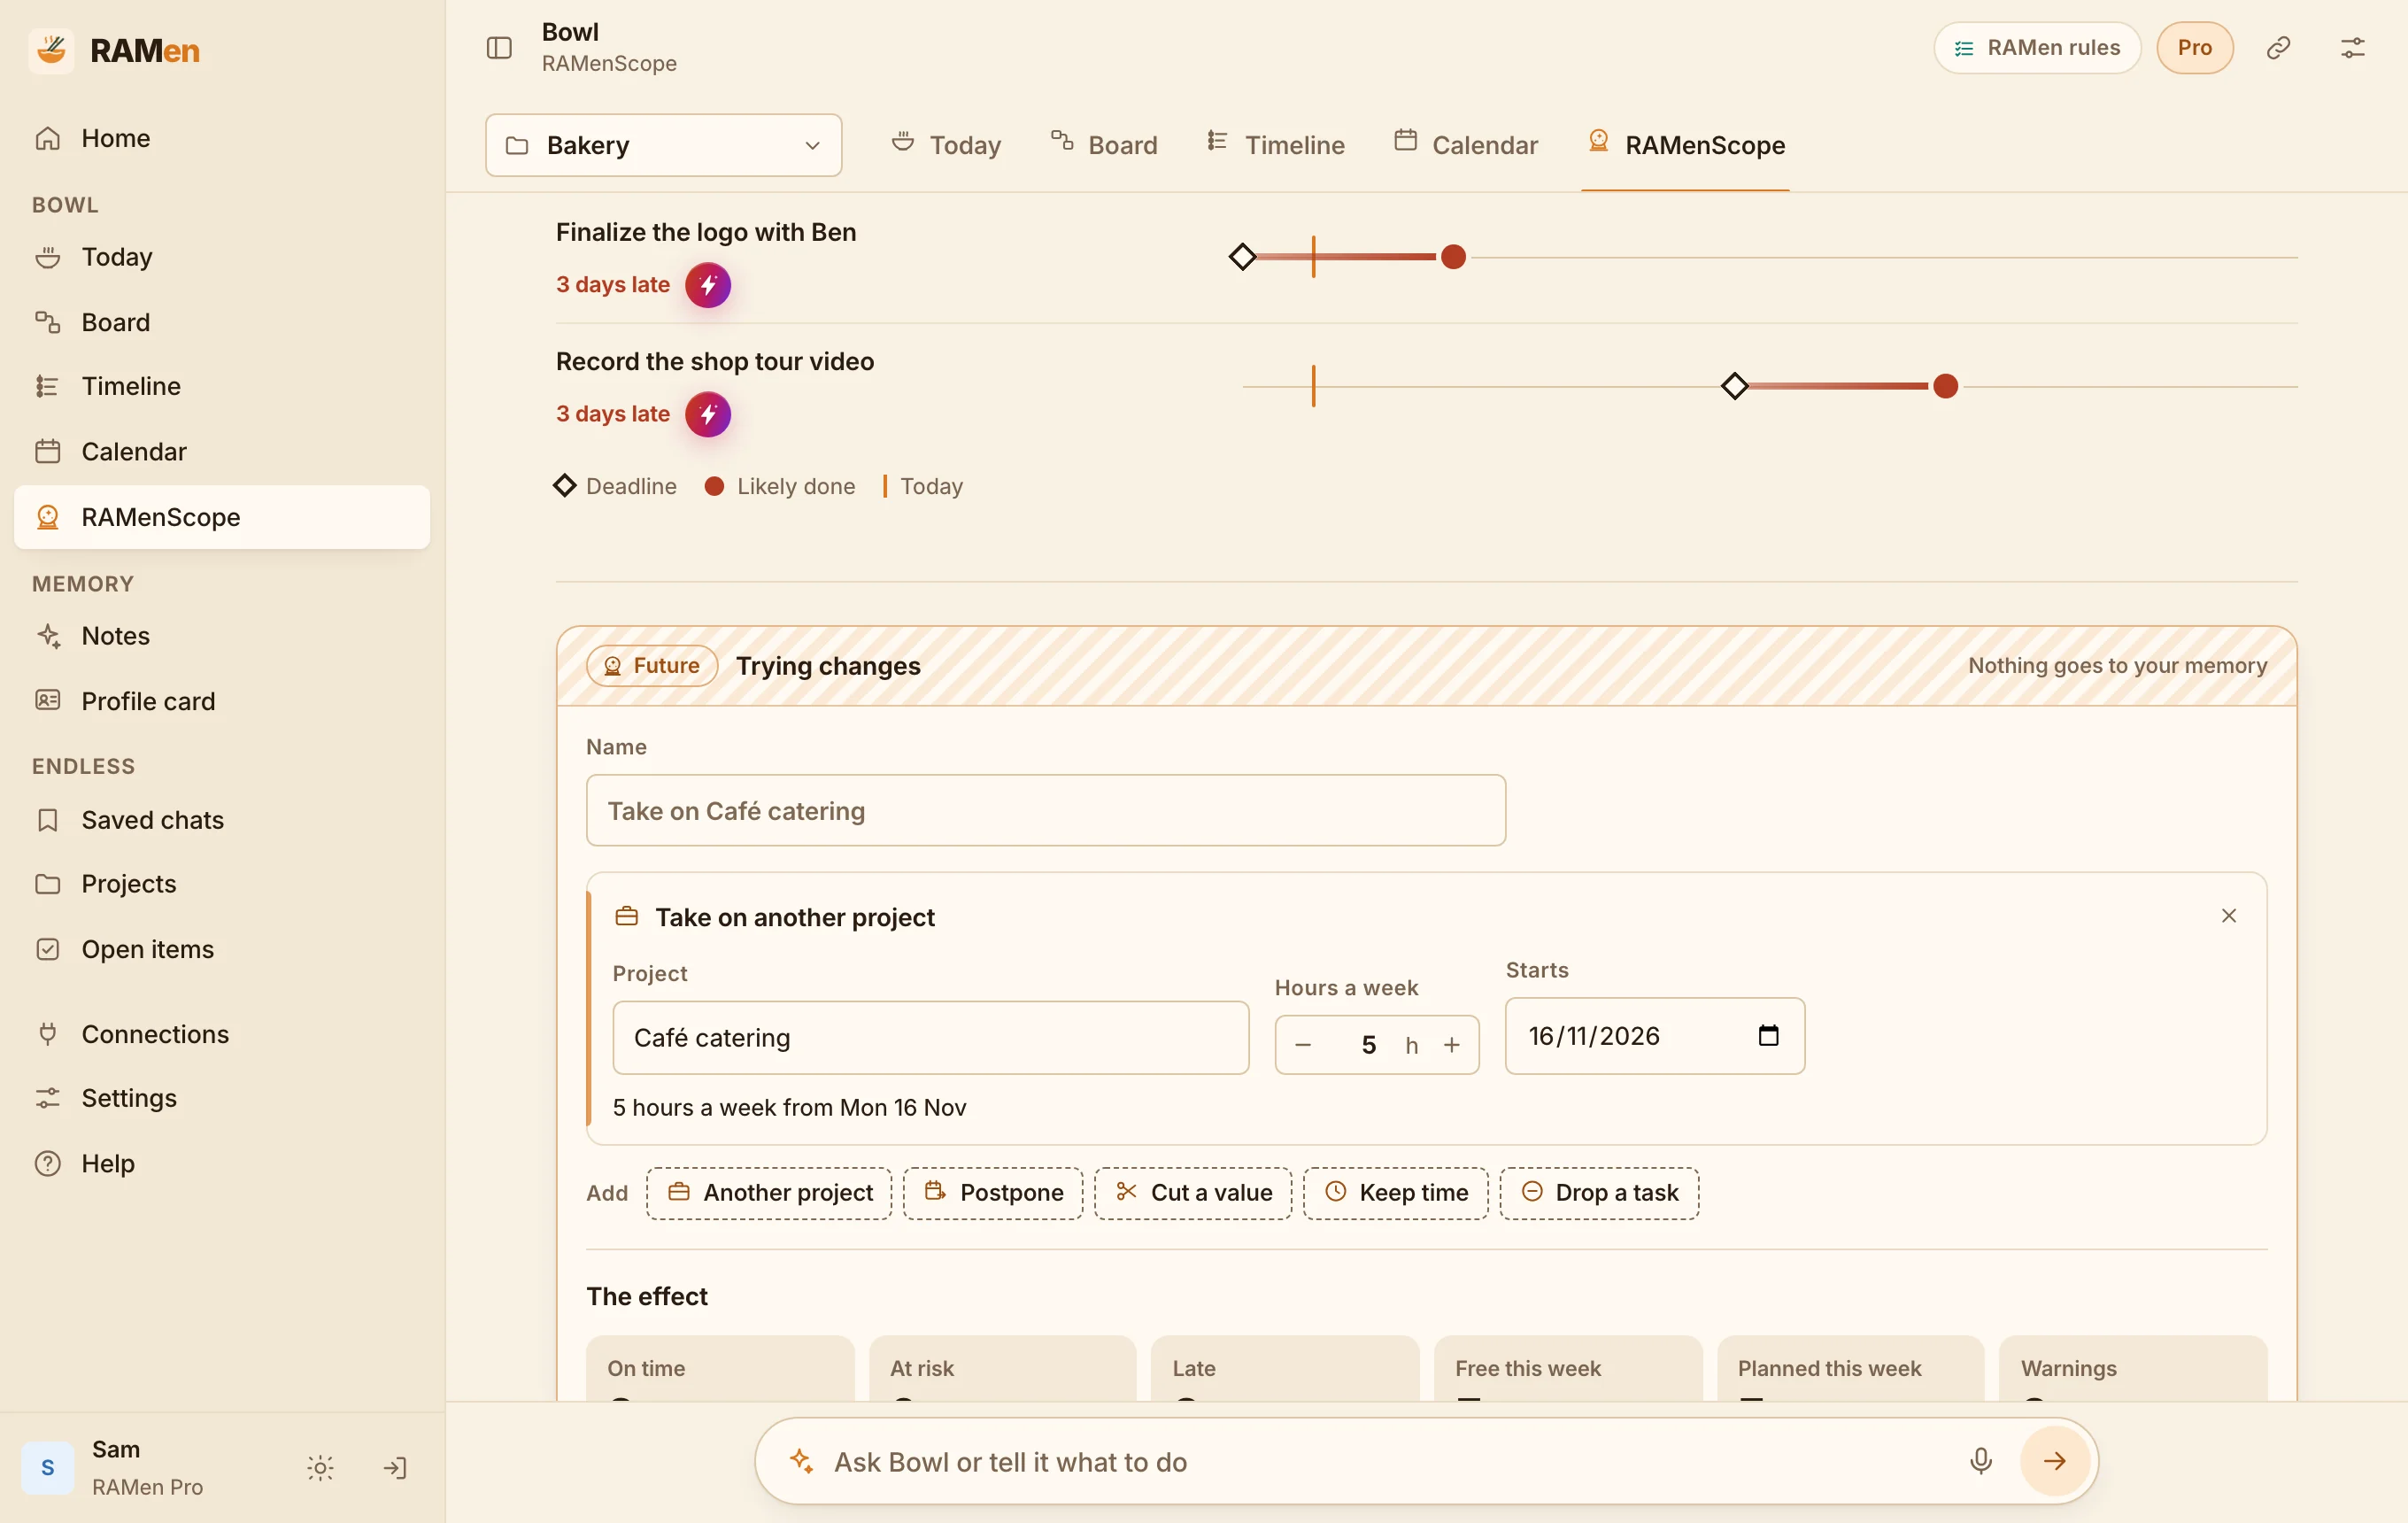 RAMen
Home
BOWL
Today
Board
Timeline
Calendar
RAMenScope
MEMORY
Notes
Profile card
ENDLESS
Saved chats
Projects
Open items
Connections
Settings
Help
S
Sam
RAMen Pro
Bowl
RAMenScope
RAMen rules
Pro
Bakery
Today
Board
Timeline
Calendar
RAMenScope
Finalize the logo with Ben
3 days late
Record the shop tour video
3 days late
Deadline
Likely done
Today
Future
Trying changes
Nothing goes to your memory
Name
Take on Café catering
Take on another project
Project
Hours a week
Starts
Café catering
5 h
16/11/2026
5 hours a week from Mon 16 Nov
Add
Another project
Postpone
Cut a value
Keep time
Drop a task
The effect
On time
At risk
Late
Free this week
Planned this week
Warnings
Ask Bowl or tell it what to do